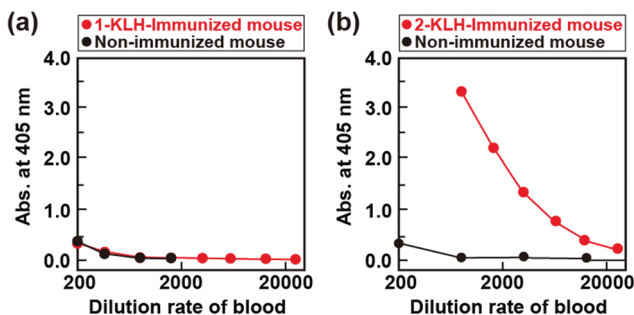 (a)
1-KLH-Immunized mouse
Non-immunized mouse
4.0
3.0
2.0
1.0
0.0
Abs. at 405 nm
200
2000
20000
Dilution rate of blood
(b)
2-KLH-Immunized mouse
Non-immunized mouse
4.0
3.0
2.0
1.0
0.0
Abs. at 405 nm
200
2000
20000
Dilution rate of blood